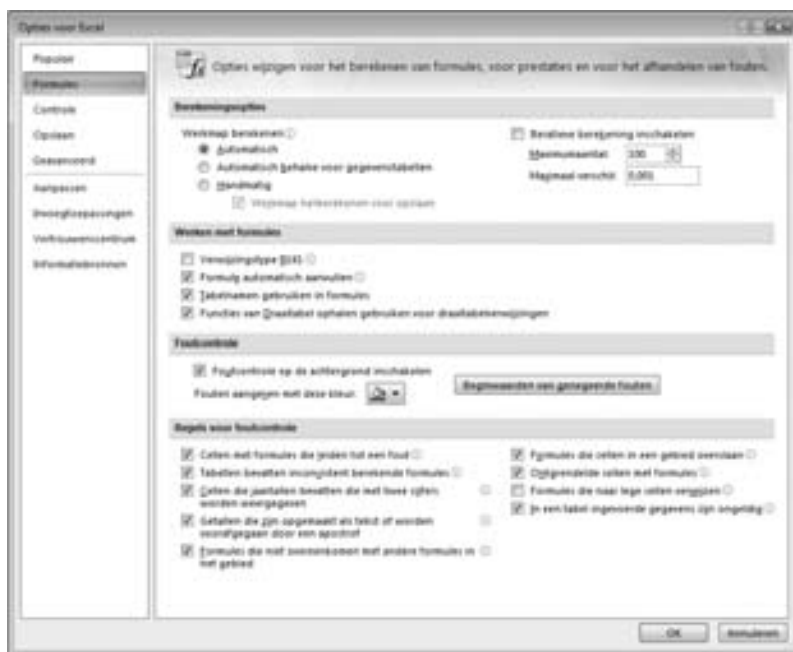 Opties voor Excel
Populair
Formules
Controle
Opslaan
Geavanceerd
Aanpassen
Invoegtoepassingen
Vertrouwenscentrum
Informatiebronnen
Opties wijzigen voor het berekenen van formules, voor prestaties en voor het afhandelen van fouten.
Berekeningsopties
Werkmap berekenen
Automatisch
Automatisch behalve voor gegevenstabellen
Handmatig
Werkmap herberekenen voor opslaan
Iteratieve berekening inschakelen
Maximumaantal: 100
Maximaal verschil: 0,001
Werken met formules
Verwijzingstype R1K1
Formule automatisch aanvullen
Tabelnamen gebruiken in formules
Functies van Draaitabel ophalen gebruiken voor draaitabelverwijzingen
Foutcontrole
Foutcontrole op de achtergrond inschakelen
Fouten aangeven met deze kleur:
Beginwaarden van genegeerde fouten
Regels voor foutcontrole
Cellen met formules die leiden tot een fout
Tabellen bevatten inconsistent berekende formules
Cellen die jaartallen bevatten die met twee cijfers
worden weergegeven
Getallen die zijn opgemaakt als tekst of worden
voorafgegaan door een apostrof
Formules die niet overeenkomen met andere formules in
het gebied
Formules die cellen in een gebied overslaan
Ontgrendelde cellen met formules
Formules die naar lege cellen verwijzen
In een tabel ingevoerde gegevens zijn ongeldig
OK
Annuleren